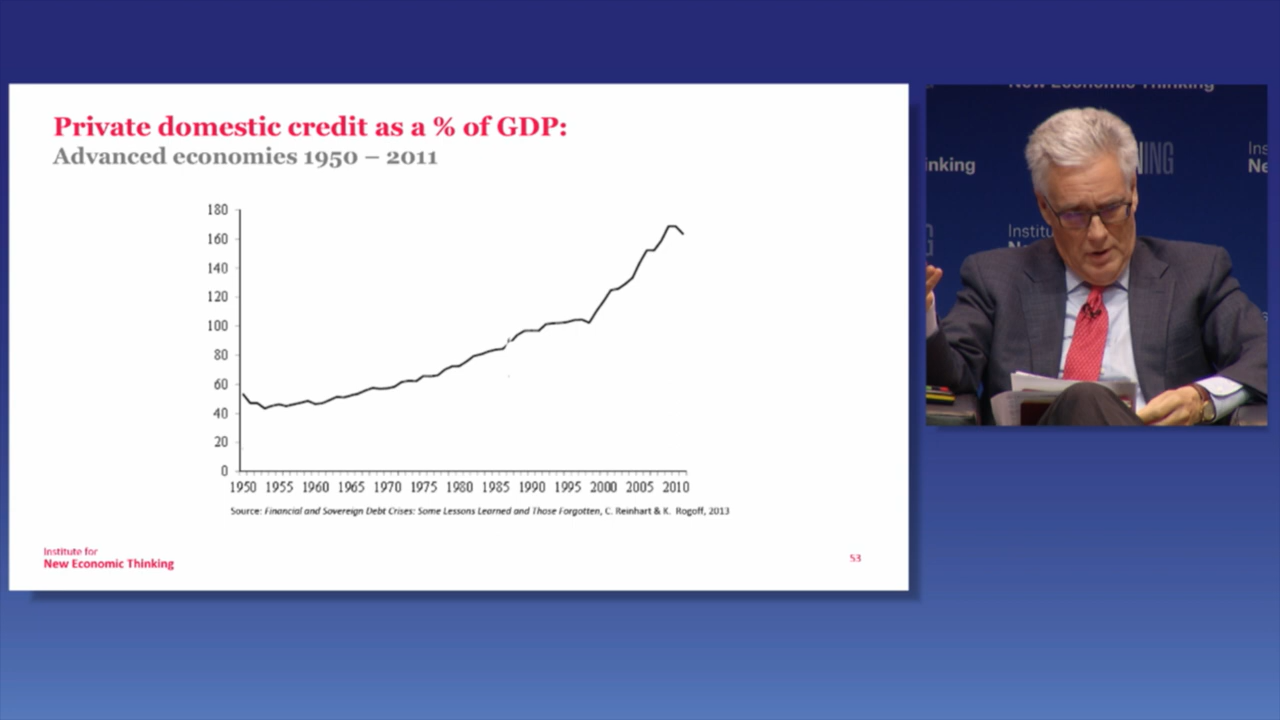 Private domestic credit as a % of GDP:
Advanced economies 1950 – 2011
180
160
140
120
100
80
60
40
20
0
1950 1955 1960 1965 1970 1975 1980 1985 1990 1995 2000 2005 2010
Source: Financial and Sovereign Debt Crises: Some Lessons Learned and Those Forgotten, C. Reinhart & K. Rogoff, 2013
Institute for
New Economic Thinking
53
New Economic Thinking